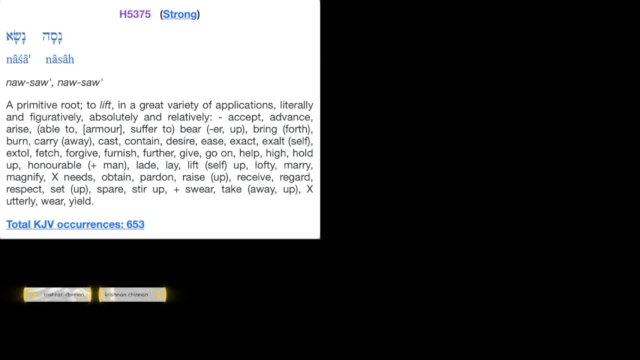 H5375 (Strong)
נָסָה נָשָׂא
nâśâ' nâsâh
naw-saw', naw-saw'
A primitive root; to lift, in a great variety of applications, literally
and figuratively, absolutely and relatively: - accept, advance,
arise, (able to, [armour], suffer to) bear (-er, up), bring (forth),
burn, carry (away), cast, contain, desire, ease, exact, exalt (self),
extol, fetch, forgive, furnish, further, give, go on, help, high, hold
up, honourable (+ man), lade, lay, lift (self) up, lofty, marry,
magnify, X needs, obtain, pardon, raise (up), receive, regard,
respect, set (up), spare, stir up, + swear, take (away, up), X
utterly, wear, yield.
Total KJV occurrences: 653